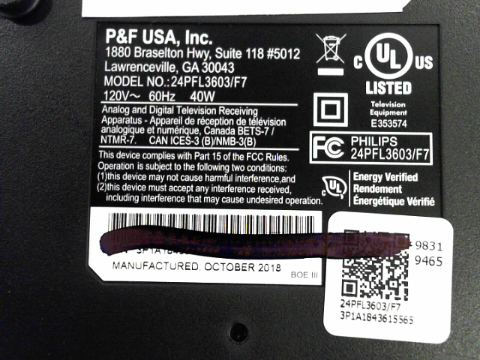 P&F USA, Inc.
1880 Braselton Hwy, Suite 118 #5012
Lawrenceville, GA 30043
MODEL NO.:24PFL3603/F7
120V～ 60Hz 40W
Analog and Digital Television Receiving
Apparatus - Appareil de réception de télévision
analogique et numérique, Canada BETS-7 /
NTMR-7. CAN ICES-3 (B)/NMB-3(B)
This device complies with Part 15 of the FCC Rules.
Operation is subject to the following two conditions:
(1)this may not cause harmful interference,and
(2)this device must accept any interference received,
including interference that may cause undesired operation.
C UL US
LISTED
Television
Equipment
E353574
FC PHILIPS
24PFL3603/F7
C UL
Energy Verified
Rendement
Énergétique Vérifié
MANUFACTURED. OCTOBER 2018
BOE III
9831
9465
24PFL3603/F7
3P1A1843615565